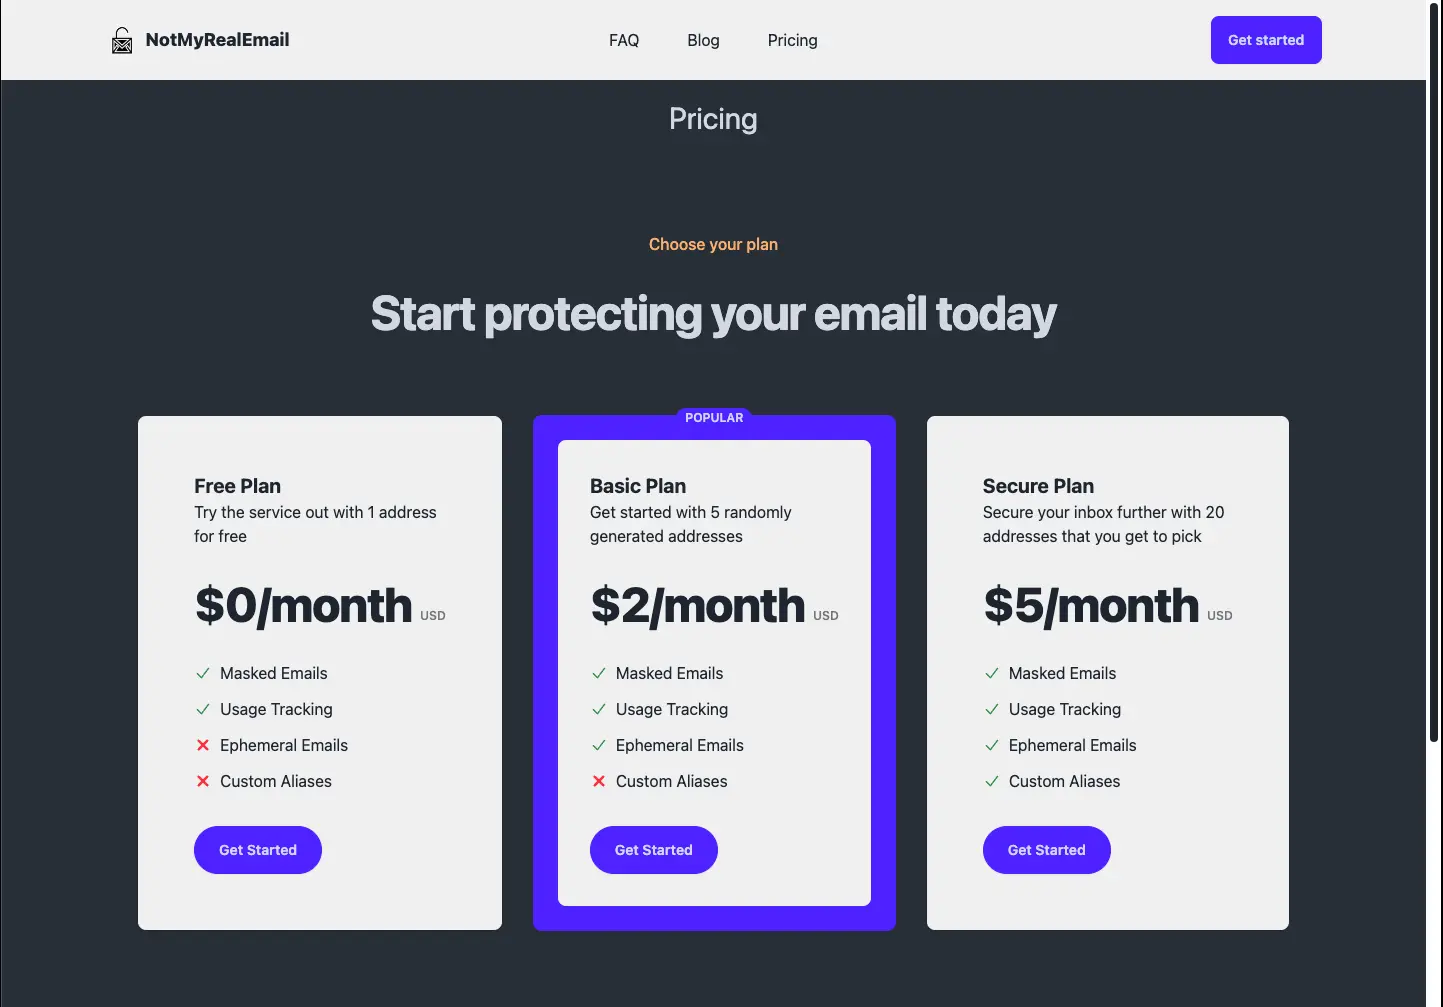 NotMyRealEmail
FAQ
Blog
Pricing
Get started
Pricing
Choose your plan
Start protecting your email today
Free Plan
Try the service out with 1 address
for free
$0/month USD
Masked Emails
Usage Tracking
Ephemeral Emails
Custom Aliases
Get Started
POPULAR
Basic Plan
Get started with 5 randomly
generated addresses
$2/month USD
Masked Emails
Usage Tracking
Ephemeral Emails
Custom Aliases
Get Started
Secure Plan
Secure your inbox further with 20
addresses that you get to pick
$5/month USD
Masked Emails
Usage Tracking
Ephemeral Emails
Custom Aliases
Get Started